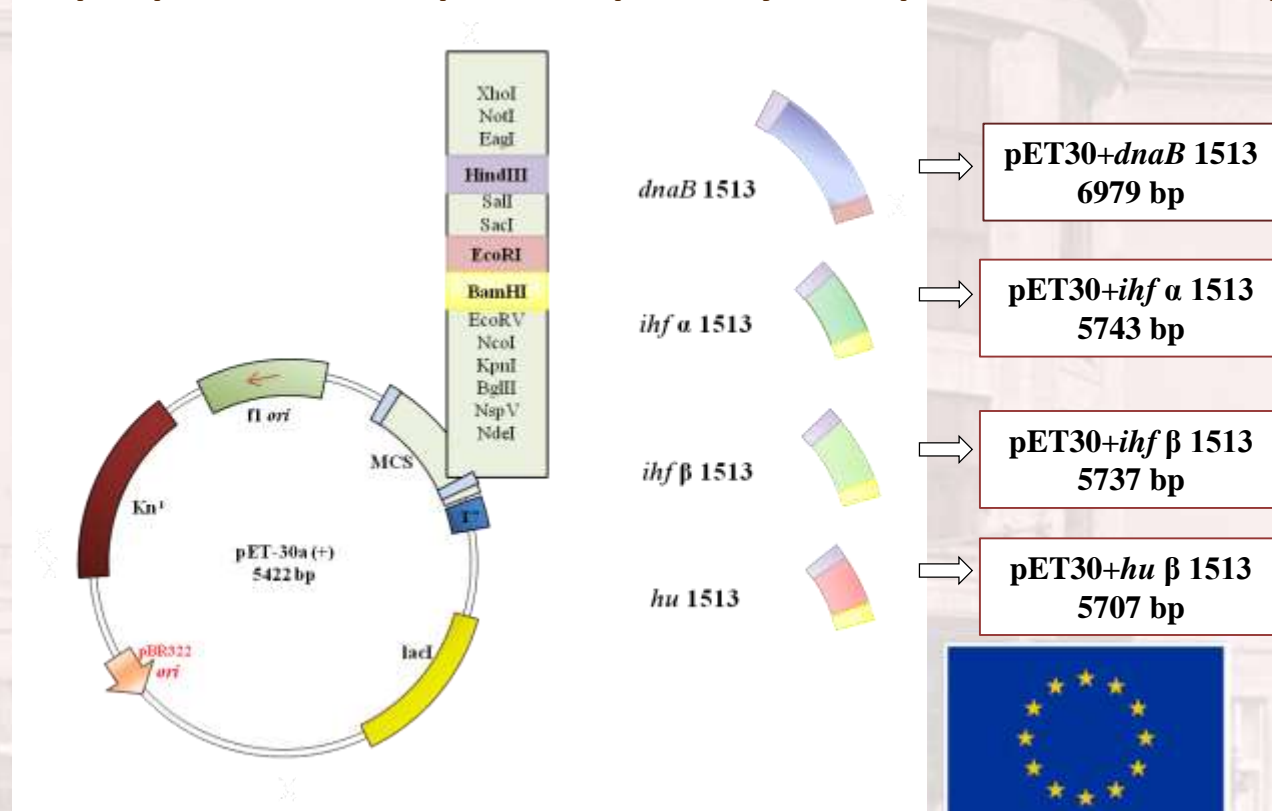 XhoI
NotI
EagI
HindIII
SalI
SacI
EcoRI
BamHI
EcoRV
NcoI
KpnI
BglII
NspV
NdeI
f1 ori
MCS
T7
Kn r
pET-30a (+)
5422 bp
pBR322
ori
lacI
dnaB 1513
ihf α 1513
ihf β 1513
hu 1513
pET30+dnaB 1513
6979 bp
pET30+ihf α 1513
5743 bp
pET30+ihf β 1513
5737 bp
pET30+hu β 1513
5707 bp